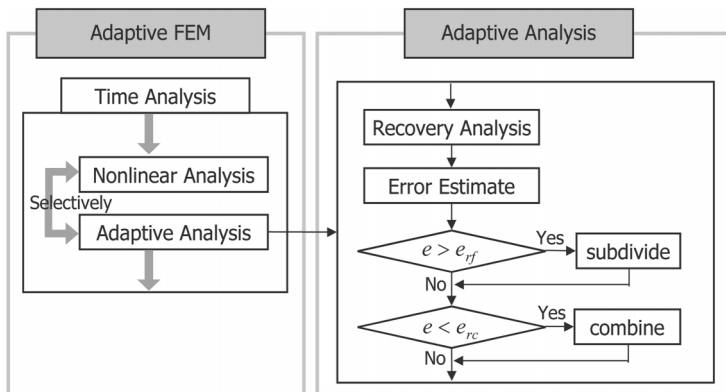 Adaptive FEM
Time Analysis
Nonlinear Analysis
Selectively
Adaptive Analysis
Adaptive Analysis
Recovery Analysis
Error Estimate
e > e_rf
Yes
subdivide
No
e < e_rc
Yes
combine
No